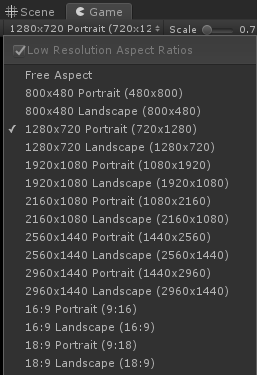 Scene Game
1280x720 Portrait (720x12 Scale 0.7
Low Resolution Aspect Ratios
Free Aspect
800x480 Portrait (480x800)
800x480 Landscape (800x480)
1280x720 Portrait (720x1280)
1280x720 Landscape (1280x720)
1920x1080 Portrait (1080x1920)
1920x1080 Landscape (1920x1080)
2160x1080 Portrait (1080x2160)
2160x1080 Landscape (2160x1080)
2560x1440 Portrait (1440x2560)
2560x1440 Landscape (2560x1440)
2960x1440 Portrait (1440x2960)
2960x1440 Landscape (2960x1440)
16:9 Portrait (9:16)
16:9 Landscape (16:9)
18:9 Portrait (9:18)
18:9 Landscape (18:9)